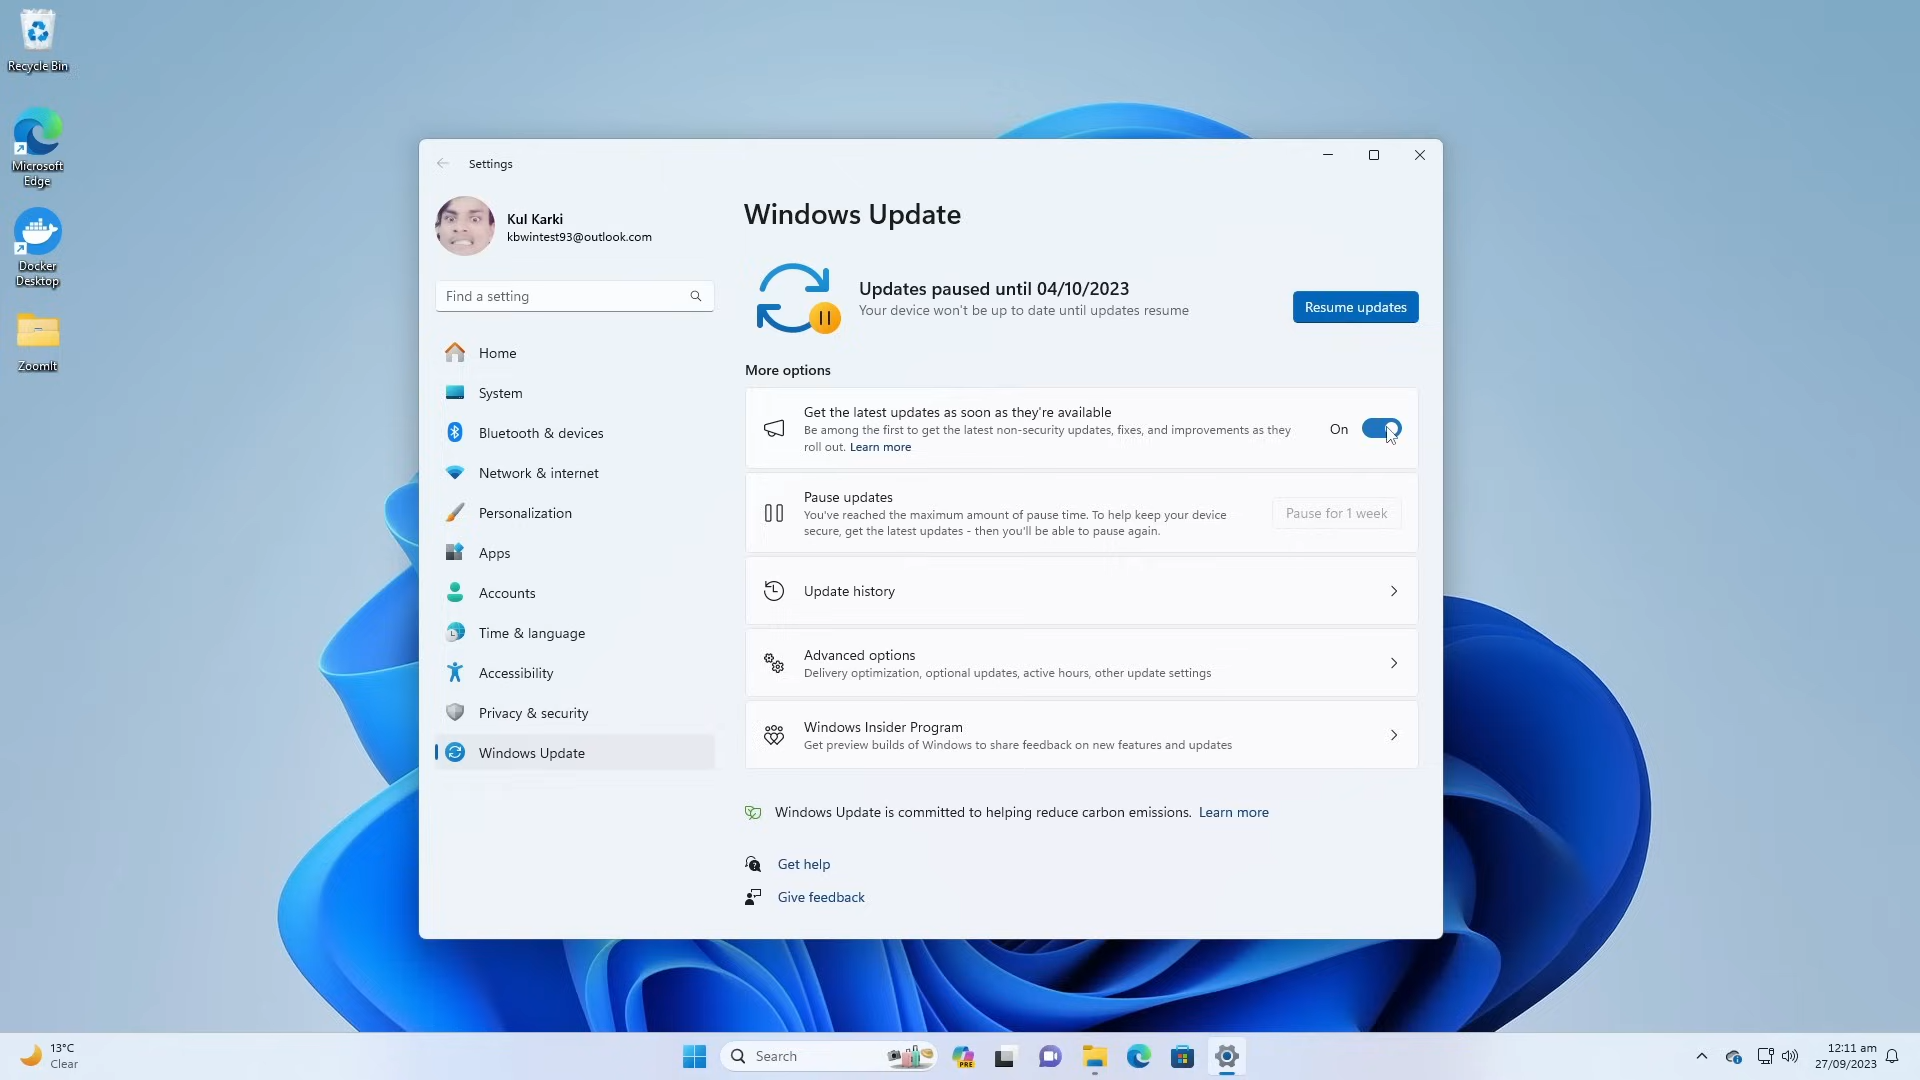 Recycle Bin
Microsoft
Edge
Docker
Desktop
ZoomIt
Settings
Kul Karki
kbwintest93@outlook.com
Find a setting
Home
System
Bluetooth & devices
Network & internet
Personalization
Apps
Accounts
Time & language
Accessibility
Privacy & security
Windows Update
Windows Update
Updates paused until 04/10/2023
Your device won't be up to date until updates resume
Resume updates
More options
Get the latest updates as soon as they're available
Be among the first to get the latest non-security updates, fixes, and improvements as they
roll out. Learn more
On
Pause updates
You've reached the maximum amount of pause time. To help keep your device
secure, get the latest updates - then you'll be able to pause again.
Pause for 1 week
Update history
Advanced options
Delivery optimization, optional updates, active hours, other update settings
Windows Insider Program
Get preview builds of Windows to share feedback on new features and updates
Windows Update is committed to helping reduce carbon emissions. Learn more
Get help
Give feedback
13°C
Clear
Search
PRE
12:11 am
27/09/2023